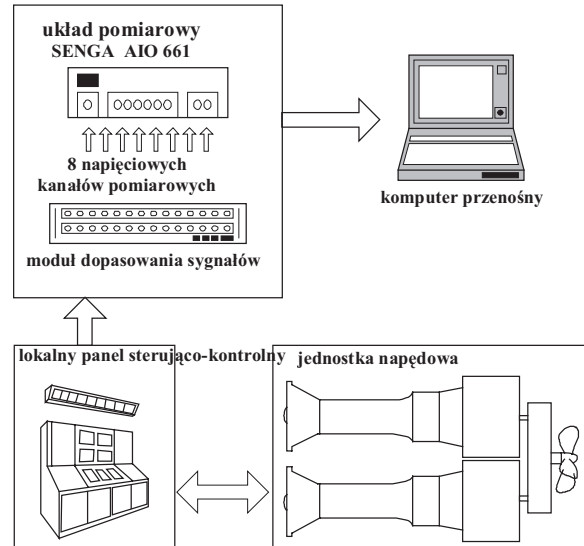 układ pomiarowy
SENGA AIO 661
8 napięciowych
kanałów pomiarowych
moduł dopasowania sygnałów
komputer przenośny
lokalny panel sterująco-kontrolny
jednostka napędowa